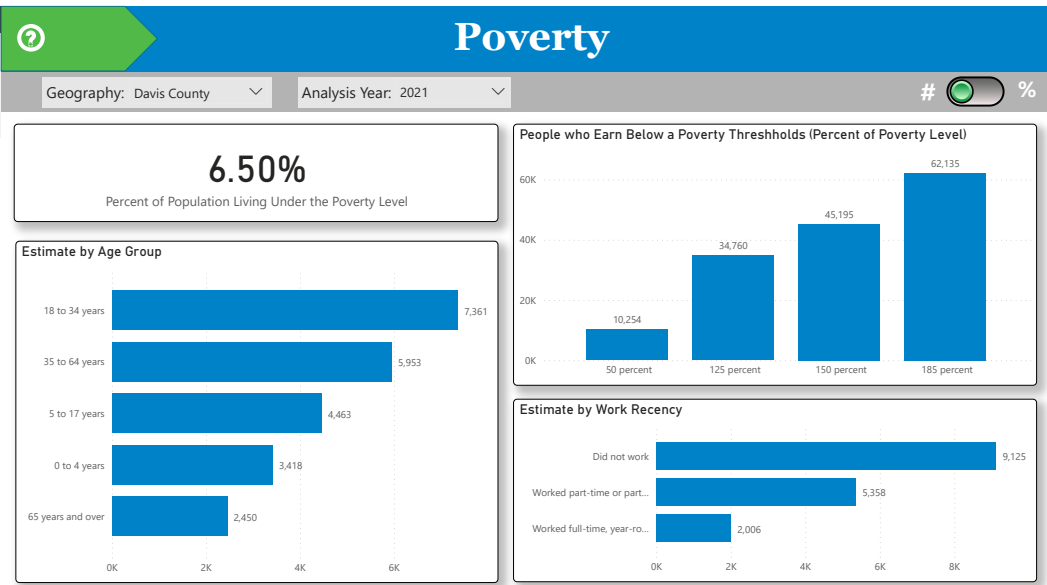 Poverty
Geography: Davis County
Analysis Year: 2021
# %
6.50%
Percent of Population Living Under the Poverty Level
Estimate by Age Group
18 to 34 years 7,361
35 to 64 years 5,953
5 to 17 years 4,463
0 to 4 years 3,418
65 years and over 2,450
0K 2K 4K 6K
People who Earn Below a Poverty Threshholds (Percent of Poverty Level)
60K
40K
20K
0K
10,254
34,760
45,195
62,135
50 percent 125 percent 150 percent 185 percent
Estimate by Work Recency
Did not work 9,125
Worked part-time or part... 5,358
Worked full-time, year-ro... 2,006
0K 2K 4K 6K 8K